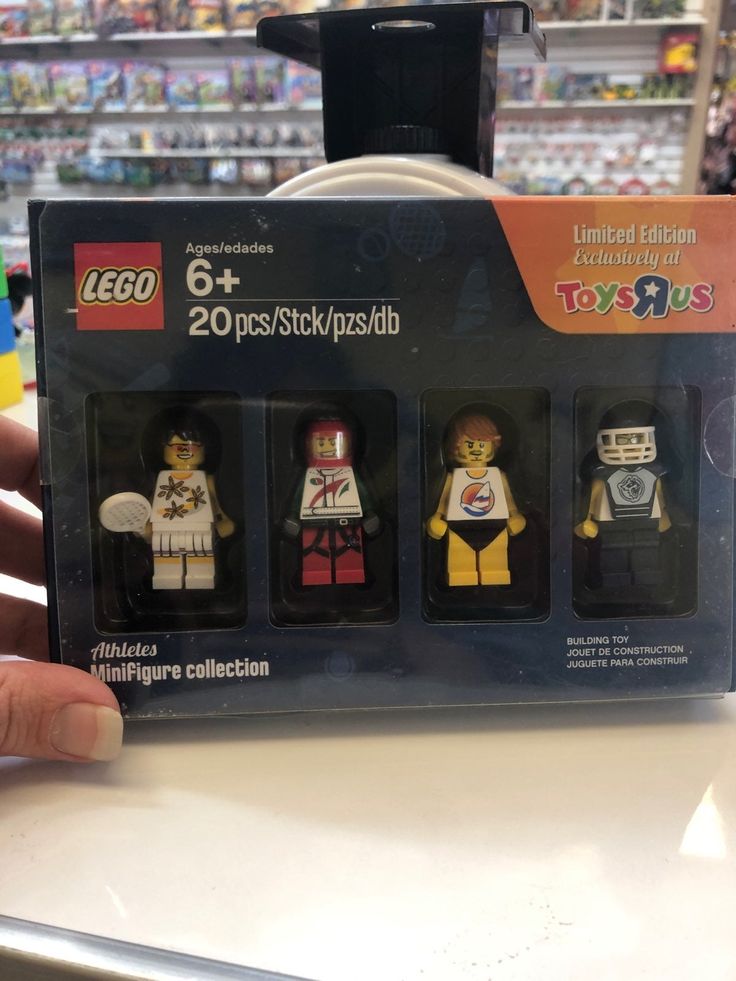 LEGO
Ages/edades
6+
20 pcs/Stck/pzs/db
Limited Edition
Exclusively at
ToysRus
Athletes
Minifigure collection
BUILDING TOY
JOUET DE CONSTRUCTION
JUGUETE PARA CONSTRUIR